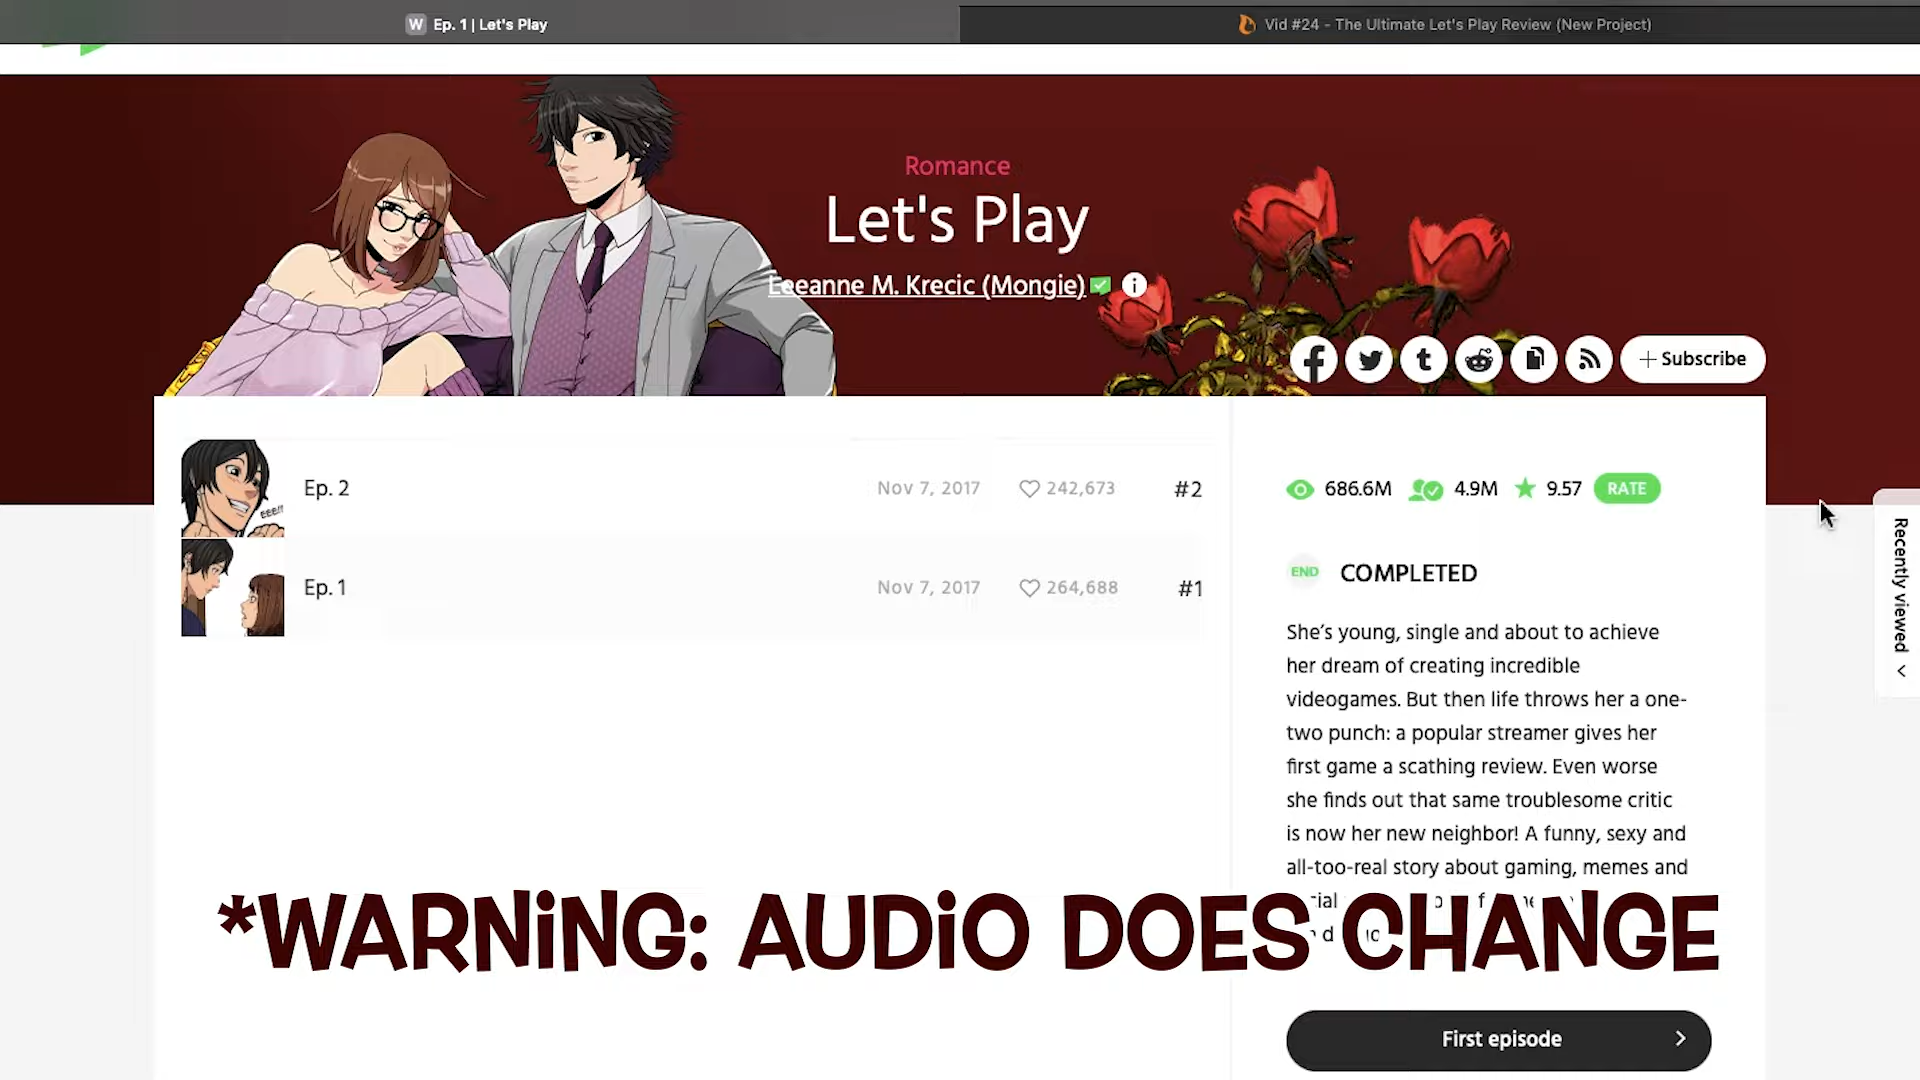 W Ep. 1 | Let's Play
Vid #24 - The Ultimate Let's Play Review (New Project)
Romance
Let's Play
Leeanne M. Krecic (Mongie)
+ Subscribe
EEE!!
Ep. 2
Nov 7, 2017
242,673
#2
Ep. 1
Nov 7, 2017
264,688
#1
686.6M
4.9M
9.57
RATE
END COMPLETED
She’s young, single and about to achieve
her dream of creating incredible
videogames. But then life throws her a one-
two punch: a popular streamer gives her
first game a scathing review. Even worse
she finds out that same troublesome critic
is now her new neighbor! A funny, sexy and
all-too-real story about gaming, memes and
*WARNiNG: AUDiO DOES CHANGE
First episode
Recently viewed